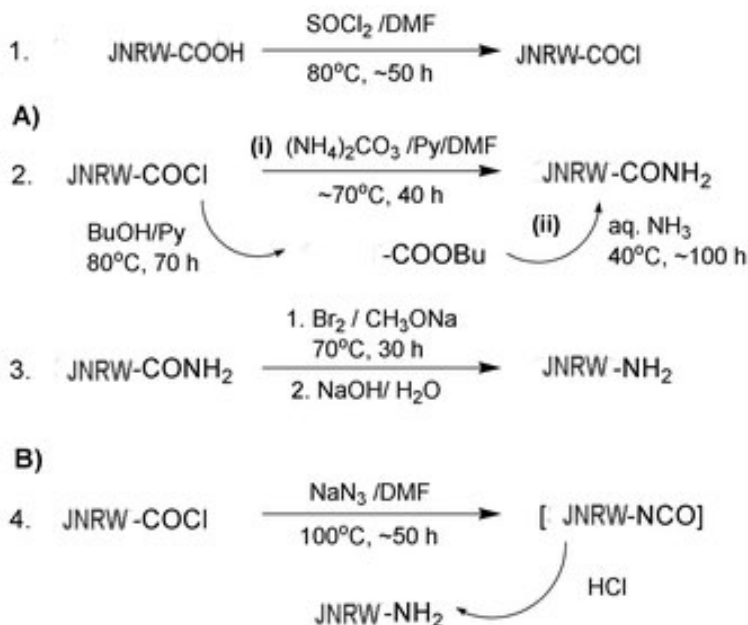 SOCl₂ /DMF
1. JNRW-COOH JNRW-COCl
80°C, ~50 h
A)
(i) (NH₄)₂CO₃ /Py/DMF
2. JNRW-COCl JNRW-CONH₂
~70°C, 40 h
BuOH/Py (ii) aq. NH₃
80°C, 70 h -COOBu 40°C, ~100 h
1. Br₂ / CH₃ONa
70°C, 30 h
3. JNRW-CONH₂ JNRW-NH₂
2. NaOH/ H₂O
B)
NaN₃ /DMF
4. JNRW-COCl [ JNRW-NCO]
100°C, ~50 h
HCl
JNRW-NH₂